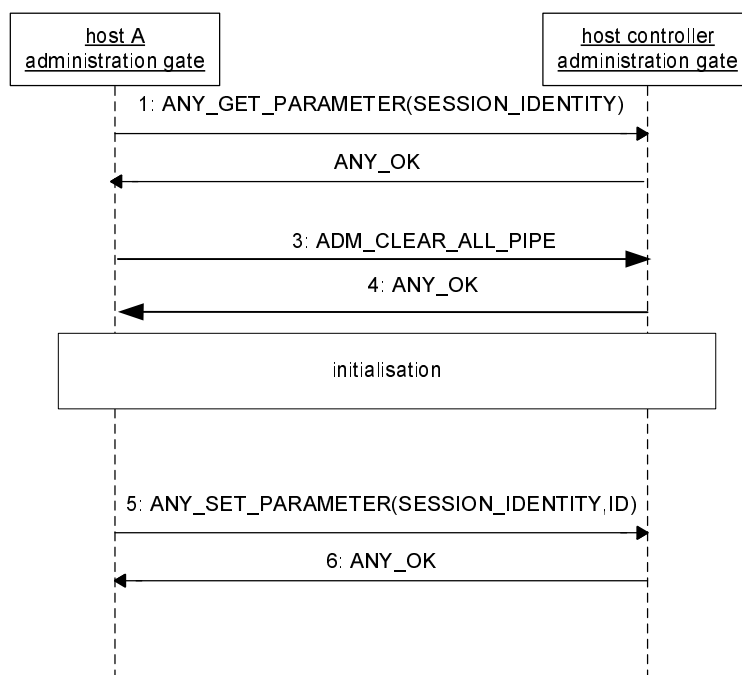 host A
administration gate
host controller
administration gate
1: ANY_GET_PARAMETER(SESSION_IDENTITY)
ANY_OK
3: ADM_CLEAR_ALL_PIPE
4: ANY_OK
initialisation
5: ANY_SET_PARAMETER(SESSION_IDENTITY,ID)
6: ANY_OK